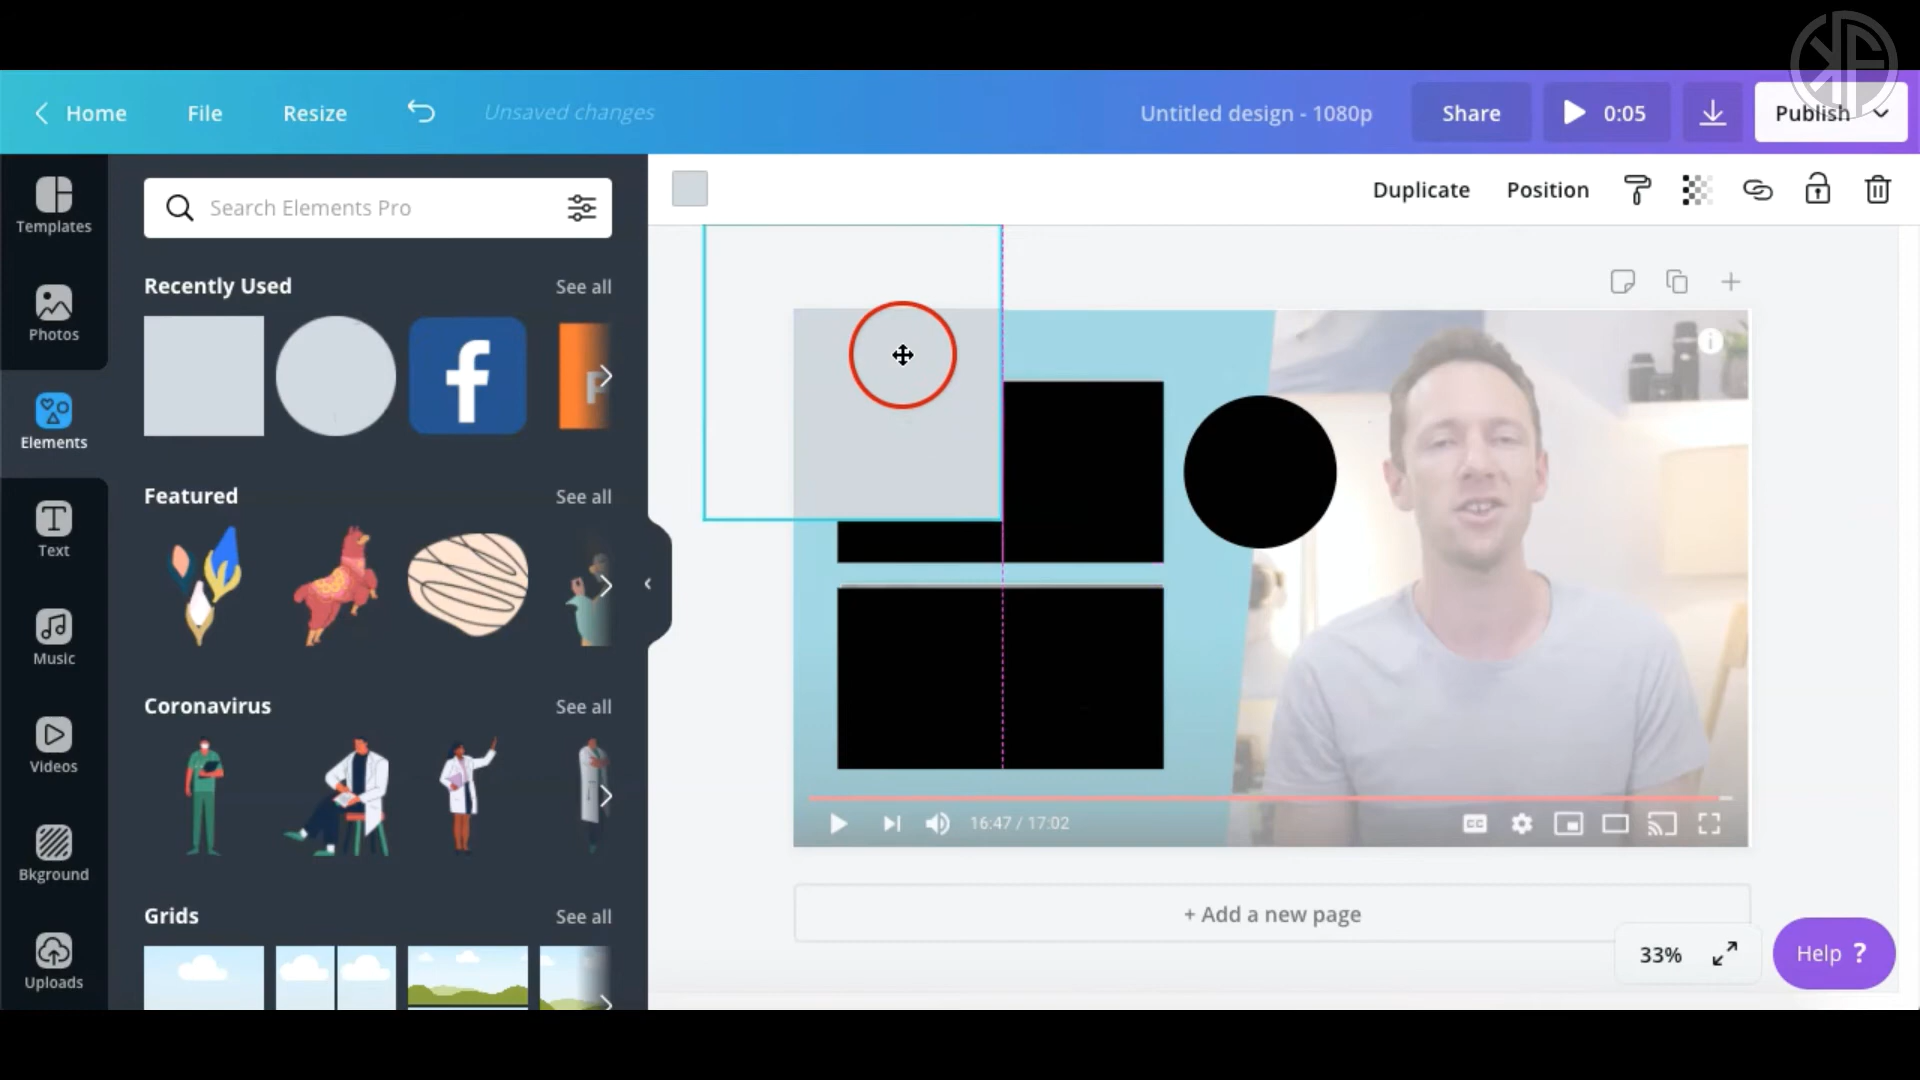 Home File Resize Unsaved changes Untitled design - 1080p Share 0:05 Publish
Duplicate Position
Templates
Photos
Elements
Text
Music
Videos
Bkground
Uploads
Search Elements Pro
Recently Used See all
Featured See all
Coronavirus See all
Grids See all
16:47 / 17:02
CC
+ Add a new page
33%
Help ?